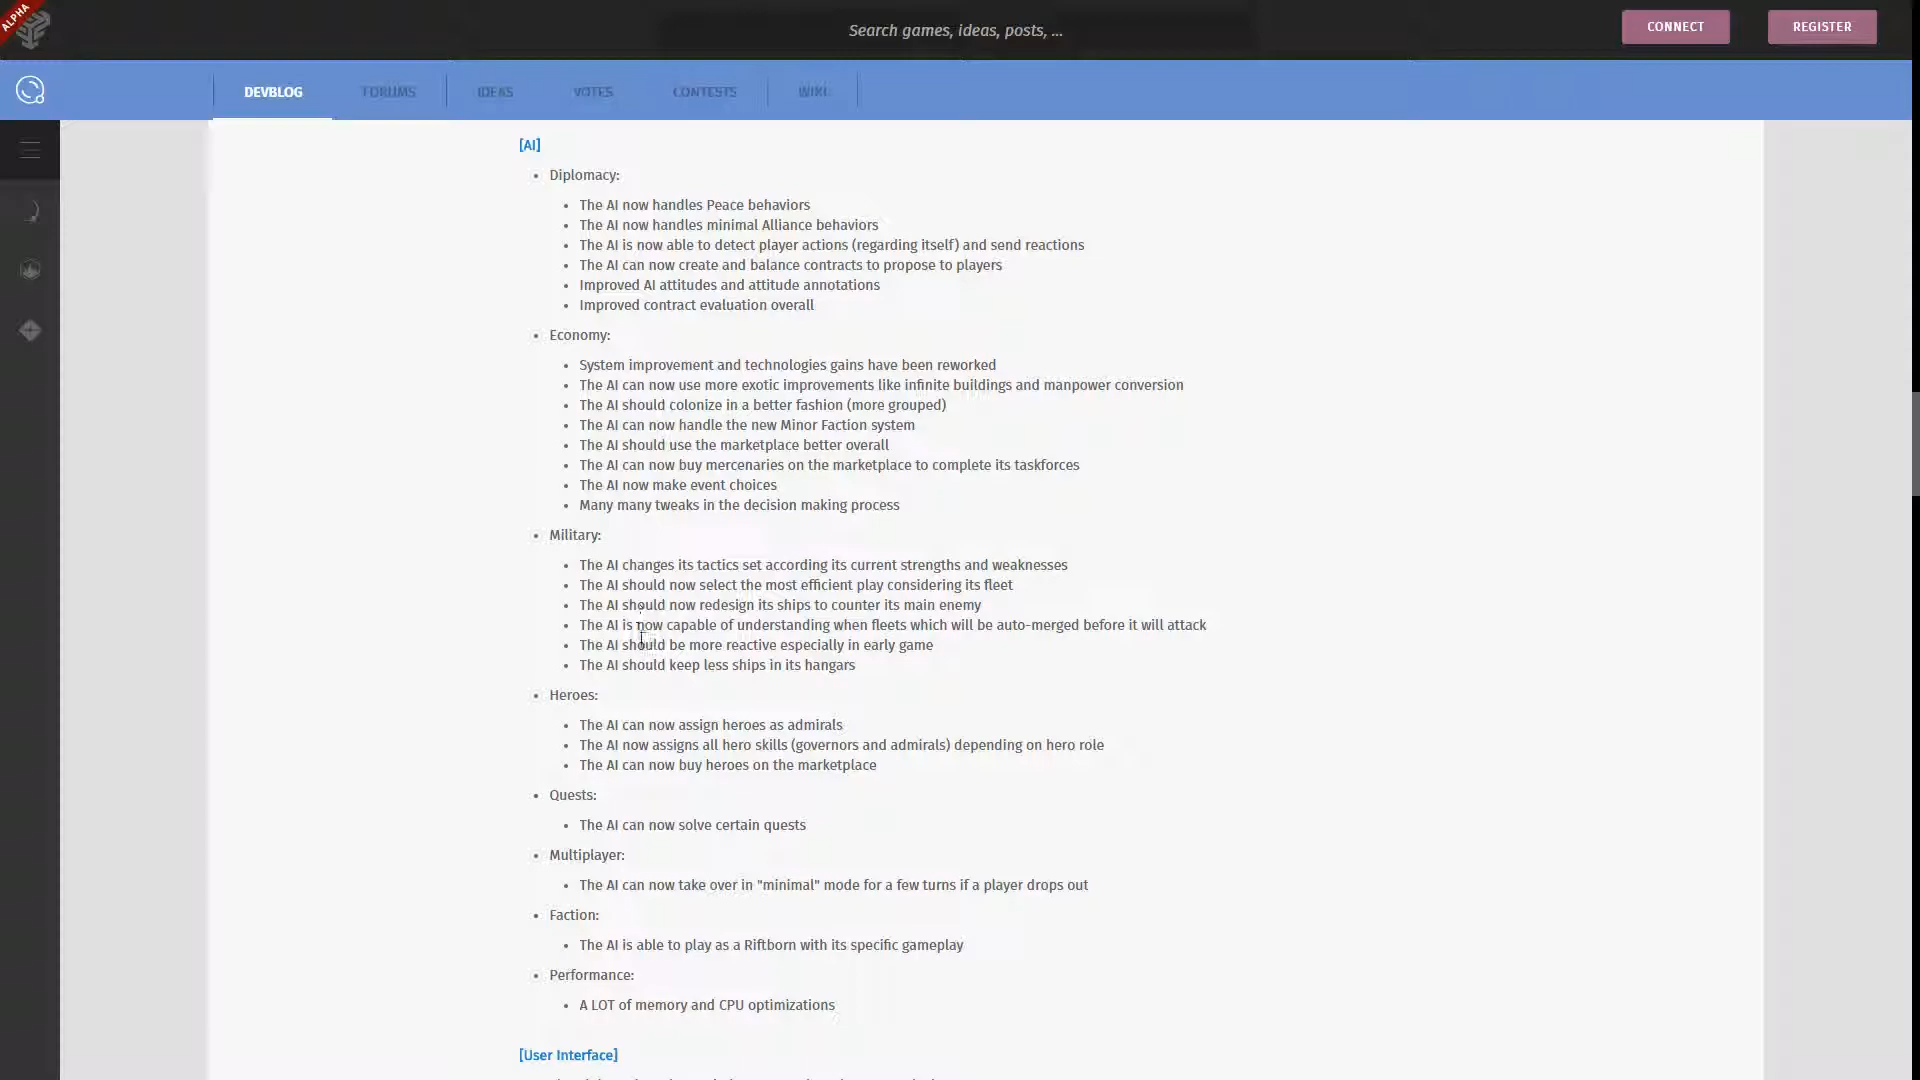 ALPHA
Search games, ideas, posts, ...
CONNECT
REGISTER
DEVBLOG
FORUMS
IDEAS
VOTES
CONTESTS
WIKI
[AI]
• Diplomacy:
• The AI now handles Peace behaviors
• The AI now handles minimal Alliance behaviors
• The AI is now able to detect player actions (regarding itself) and send reactions
• The AI can now create and balance contracts to propose to players
• Improved AI attitudes and attitude annotations
• Improved contract evaluation overall
• Economy:
• System improvement and technologies gains have been reworked
• The AI can now use more exotic improvements like infinite buildings and manpower conversion
• The AI should colonize in a better fashion (more grouped)
• The AI can now handle the new Minor Faction system
• The AI should use the marketplace better overall
• The AI can now buy mercenaries on the marketplace to complete its taskforces
• The AI now make event choices
• Many many tweaks in the decision making process
• Military:
• The AI changes its tactics set according its current strengths and weaknesses
• The AI should now select the most efficient play considering its fleet
• The AI should now redesign its ships to counter its main enemy
• The AI is now capable of understanding when fleets which will be auto-merged before it will attack
• The AI should be more reactive especially in early game
• The AI should keep less ships in its hangars
• Heroes:
• The AI can now assign heroes as admirals
• The AI now assigns all hero skills (governors and admirals) depending on hero role
• The AI can now buy heroes on the marketplace
• Quests:
• The AI can now solve certain quests
• Multiplayer:
• The AI can now take over in "minimal" mode for a few turns if a player drops out
• Faction:
• The AI is able to play as a Riftborn with its specific gameplay
• Performance:
• A LOT of memory and CPU optimizations
[User Interface]